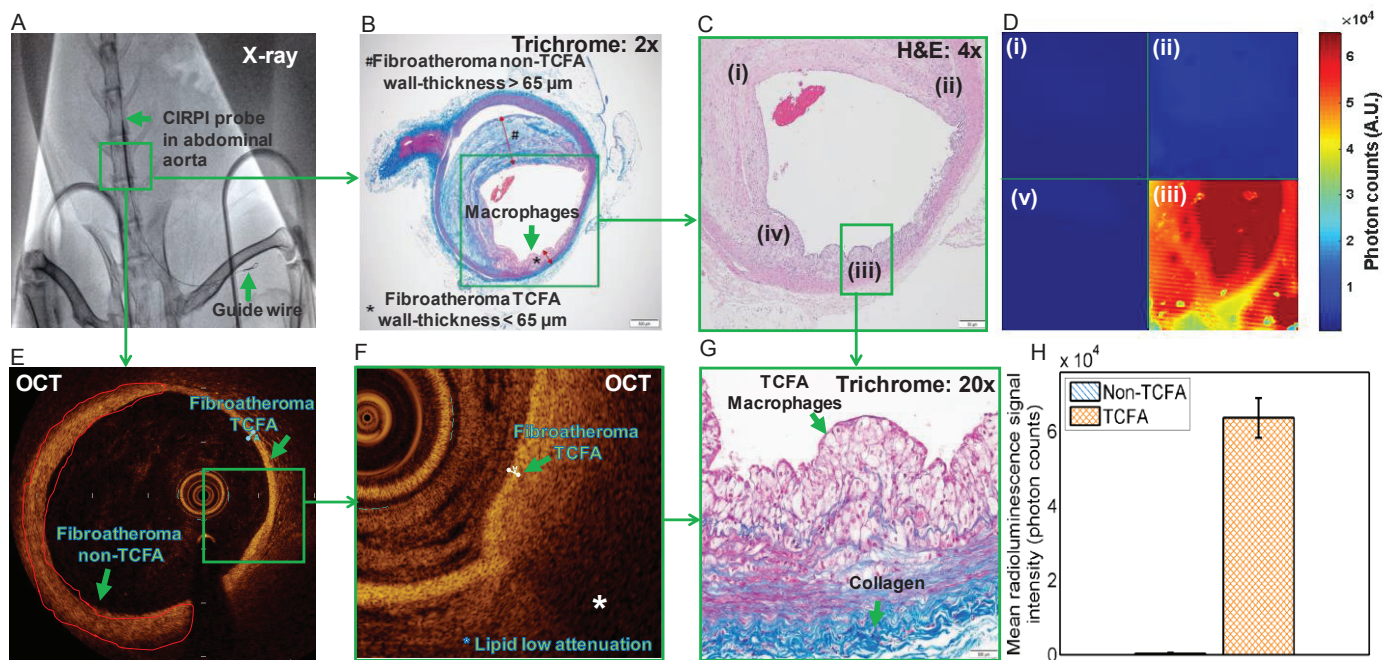 A
X-ray
CIRPI probe
in abdominal
aorta
Guide wire
B
Trichrome: 2x
#Fibroatheroma non-TCFA
wall-thickness > 65 µm
#
Macrophages
*
Fibroatheroma TCFA
* wall-thickness < 65 µm
C
H&E: 4x
(i)
(ii)
(iv)
(iii)
D
(i)
(ii)
(v)
(iii)
×10⁴
6
5
4
3
2
1
Photon counts (A.U.)
E
OCT
Fibroatheroma
TCFA
Fibroatheroma
non-TCFA
F
OCT
Fibroatheroma
TCFA
*
* Lipid low attenuation
G
Trichrome: 20x
TCFA
Macrophages
Collagen
H
x 10⁴
Non-TCFA
TCFA
6
4
2
0
Mean radioluminescence signal
intensity (photon counts)